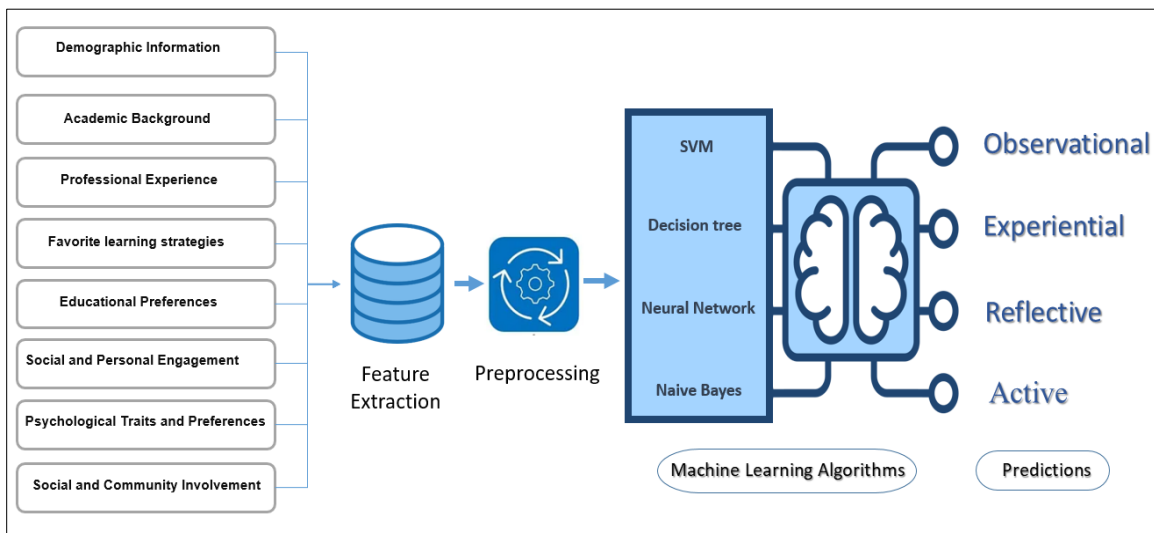 Demographic Information
Academic Background
Professional Experience
Favorite learning strategies
Educational Preferences
Social and Personal Engagement
Psychological Traits and Preferences
Social and Community Involvement
Feature
Extraction
Preprocessing
SVM
Decision tree
Neural Network
Naive Bayes
Machine Learning Algorithms
Observational
Experiential
Reflective
Active
Predictions